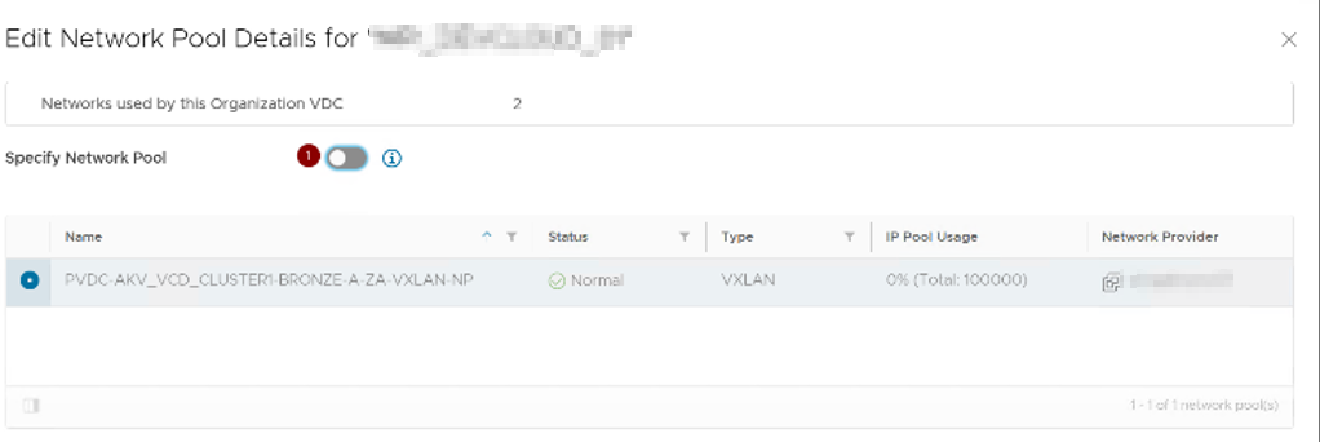 Edit Network Pool Details for
Networks used by this Organization VDC 2
Specify Network Pool 1
Name Status Type IP Pool Usage Network Provider
PVDC-AKV_VCD_CLUSTER1-BRONZE-A-ZA-VXLAN-NP Normal VXLAN 0% (Total: 100000)
1 - 1 of 1 network pool(s)